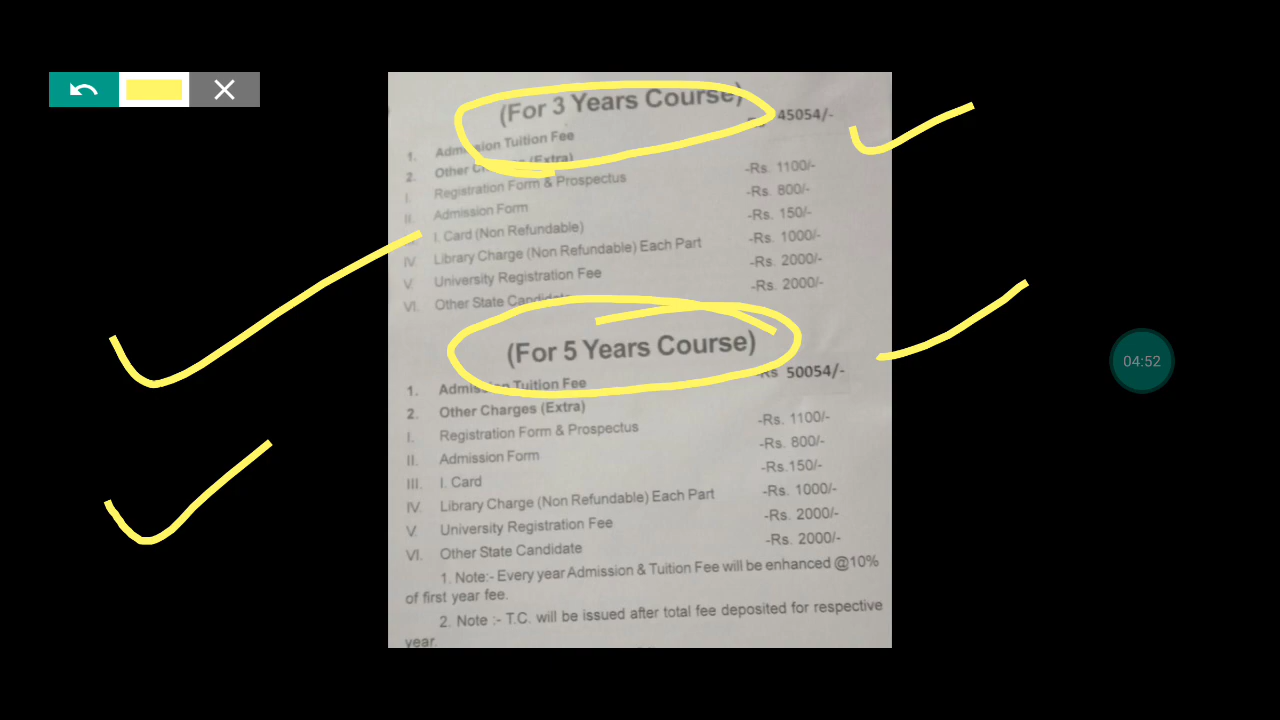 (For 3 Years Course)
1. Admission Tuition Fee 45054/-
2. Other (Extra)
I. Registration Form & Prospectus -Rs. 1100/-
II. Admission Form -Rs. 800/-
I. Card (Non Refundable) -Rs. 150/-
IV. Library Charge (Non Refundable) Each Part -Rs. 1000/-
V. University Registration Fee -Rs. 2000/-
VI. Other State Candidate -Rs. 2000/-
(For 5 Years Course)
1. Admission Tuition Fee -Rs 50054/-
2. Other Charges (Extra)
I. Registration Form & Prospectus -Rs. 1100/-
II. Admission Form -Rs. 800/-
III. I. Card -Rs.150/-
IV. Library Charge (Non Refundable) Each Part -Rs. 1000/-
V. University Registration Fee -Rs. 2000/-
VI. Other State Candidate -Rs. 2000/-
1. Note:- Every year Admission & Tuition Fee will be enhanced @10%
of first year fee.
2. Note :- T.C. will be issued after total fee deposited for respective
year.
04:52